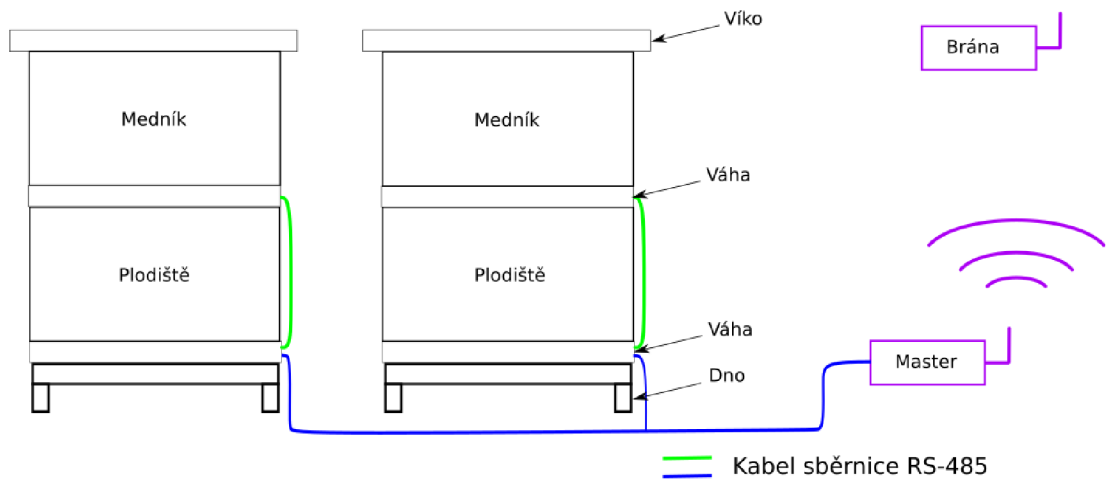 Víko
Brána
Medník
Medník
Váha
Plodiště
Plodiště
Váha
Master
Dno
Kabel sběrnice RS-485